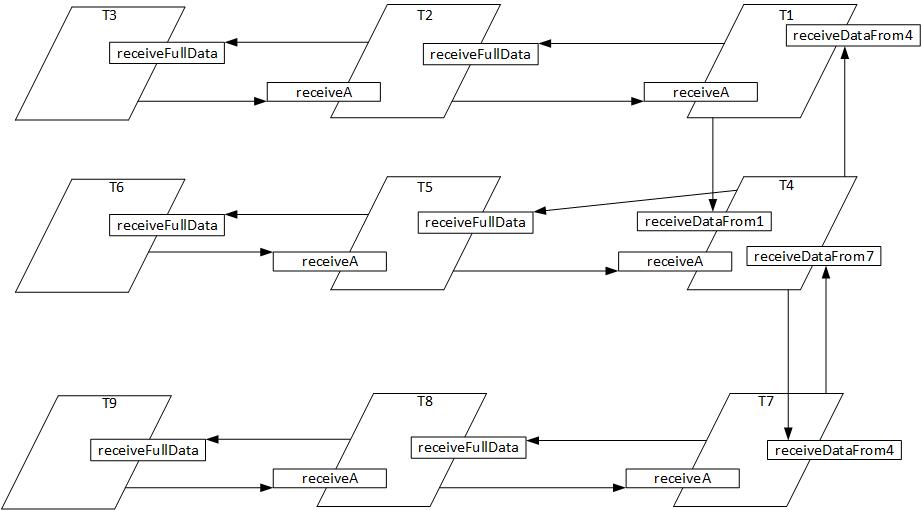 T3
T2
T1
receiveDataFrom4
receiveFullData
receiveFullData
receiveA
receiveA
T6
T5
T4
receiveFullData
receiveFullData
receiveDataFrom1
receiveA
receiveA
receiveDataFrom7
T9
T8
T7
receiveFullData
receiveFullData
receiveDataFrom4
receiveA
receiveA